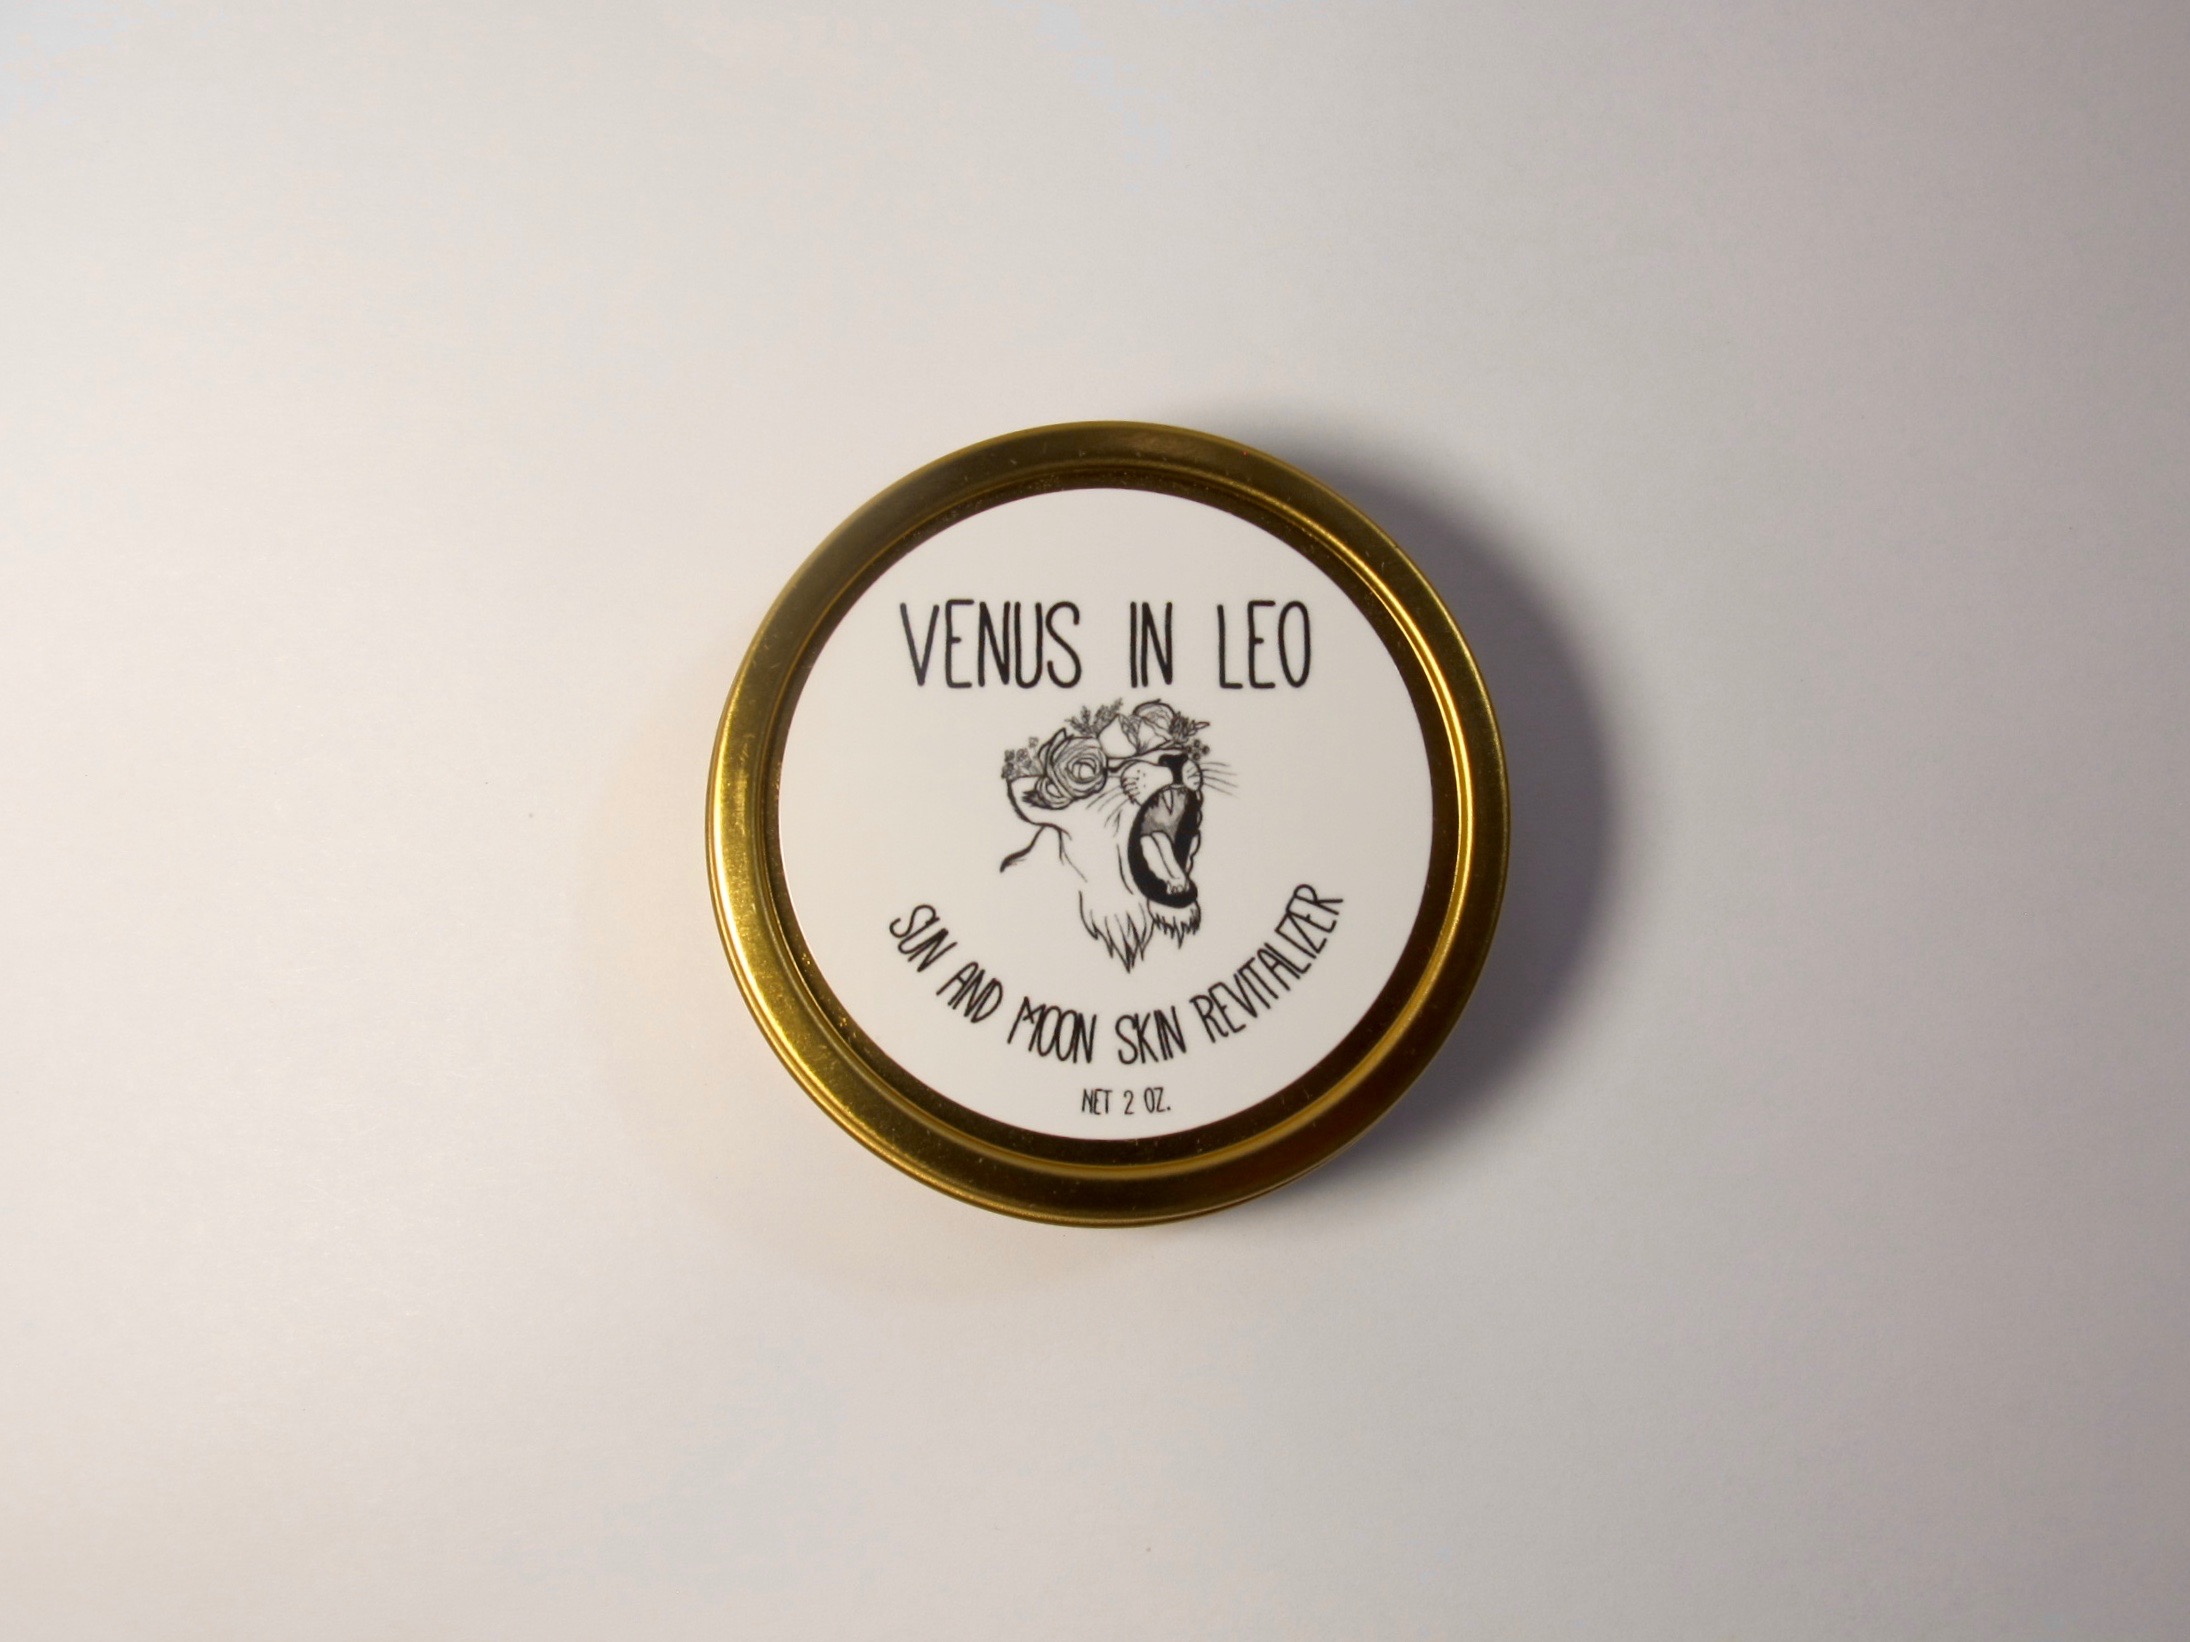 VENUS IN LEO
SUN AND MOON SKIN REVITALIZER
NET 2 OZ.